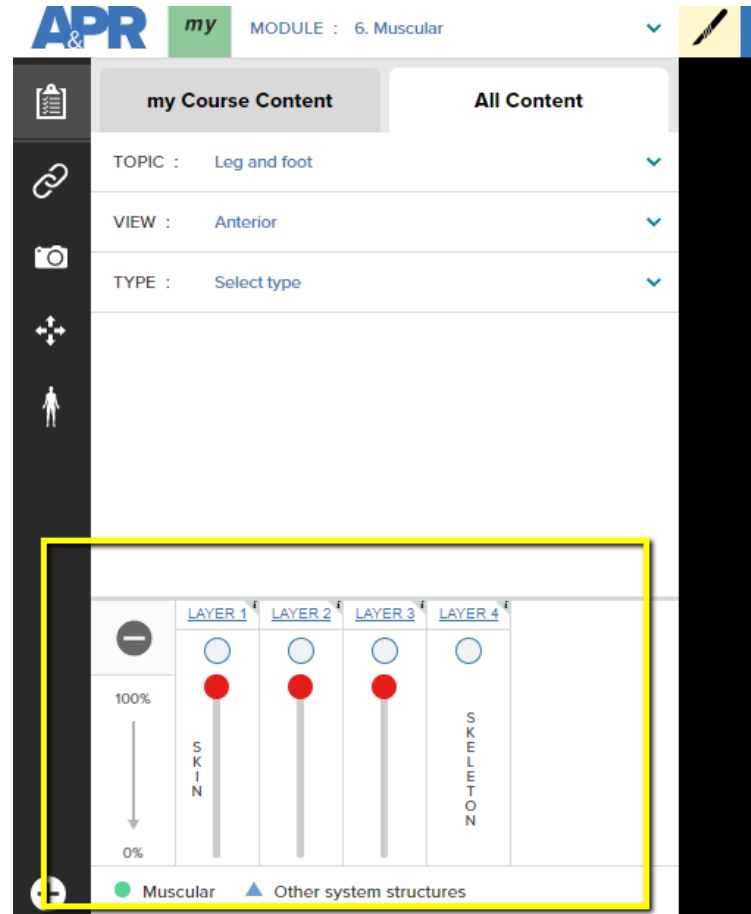 A&PR my MODULE : 6. Muscular
my Course Content All Content
TOPIC : Leg and foot
VIEW : Anterior
TYPE : Select type
LAYER 1 i LAYER 2 i LAYER 3 i LAYER 4 i
100%
SKIN
SKELETON
0%
Muscular Other system structures